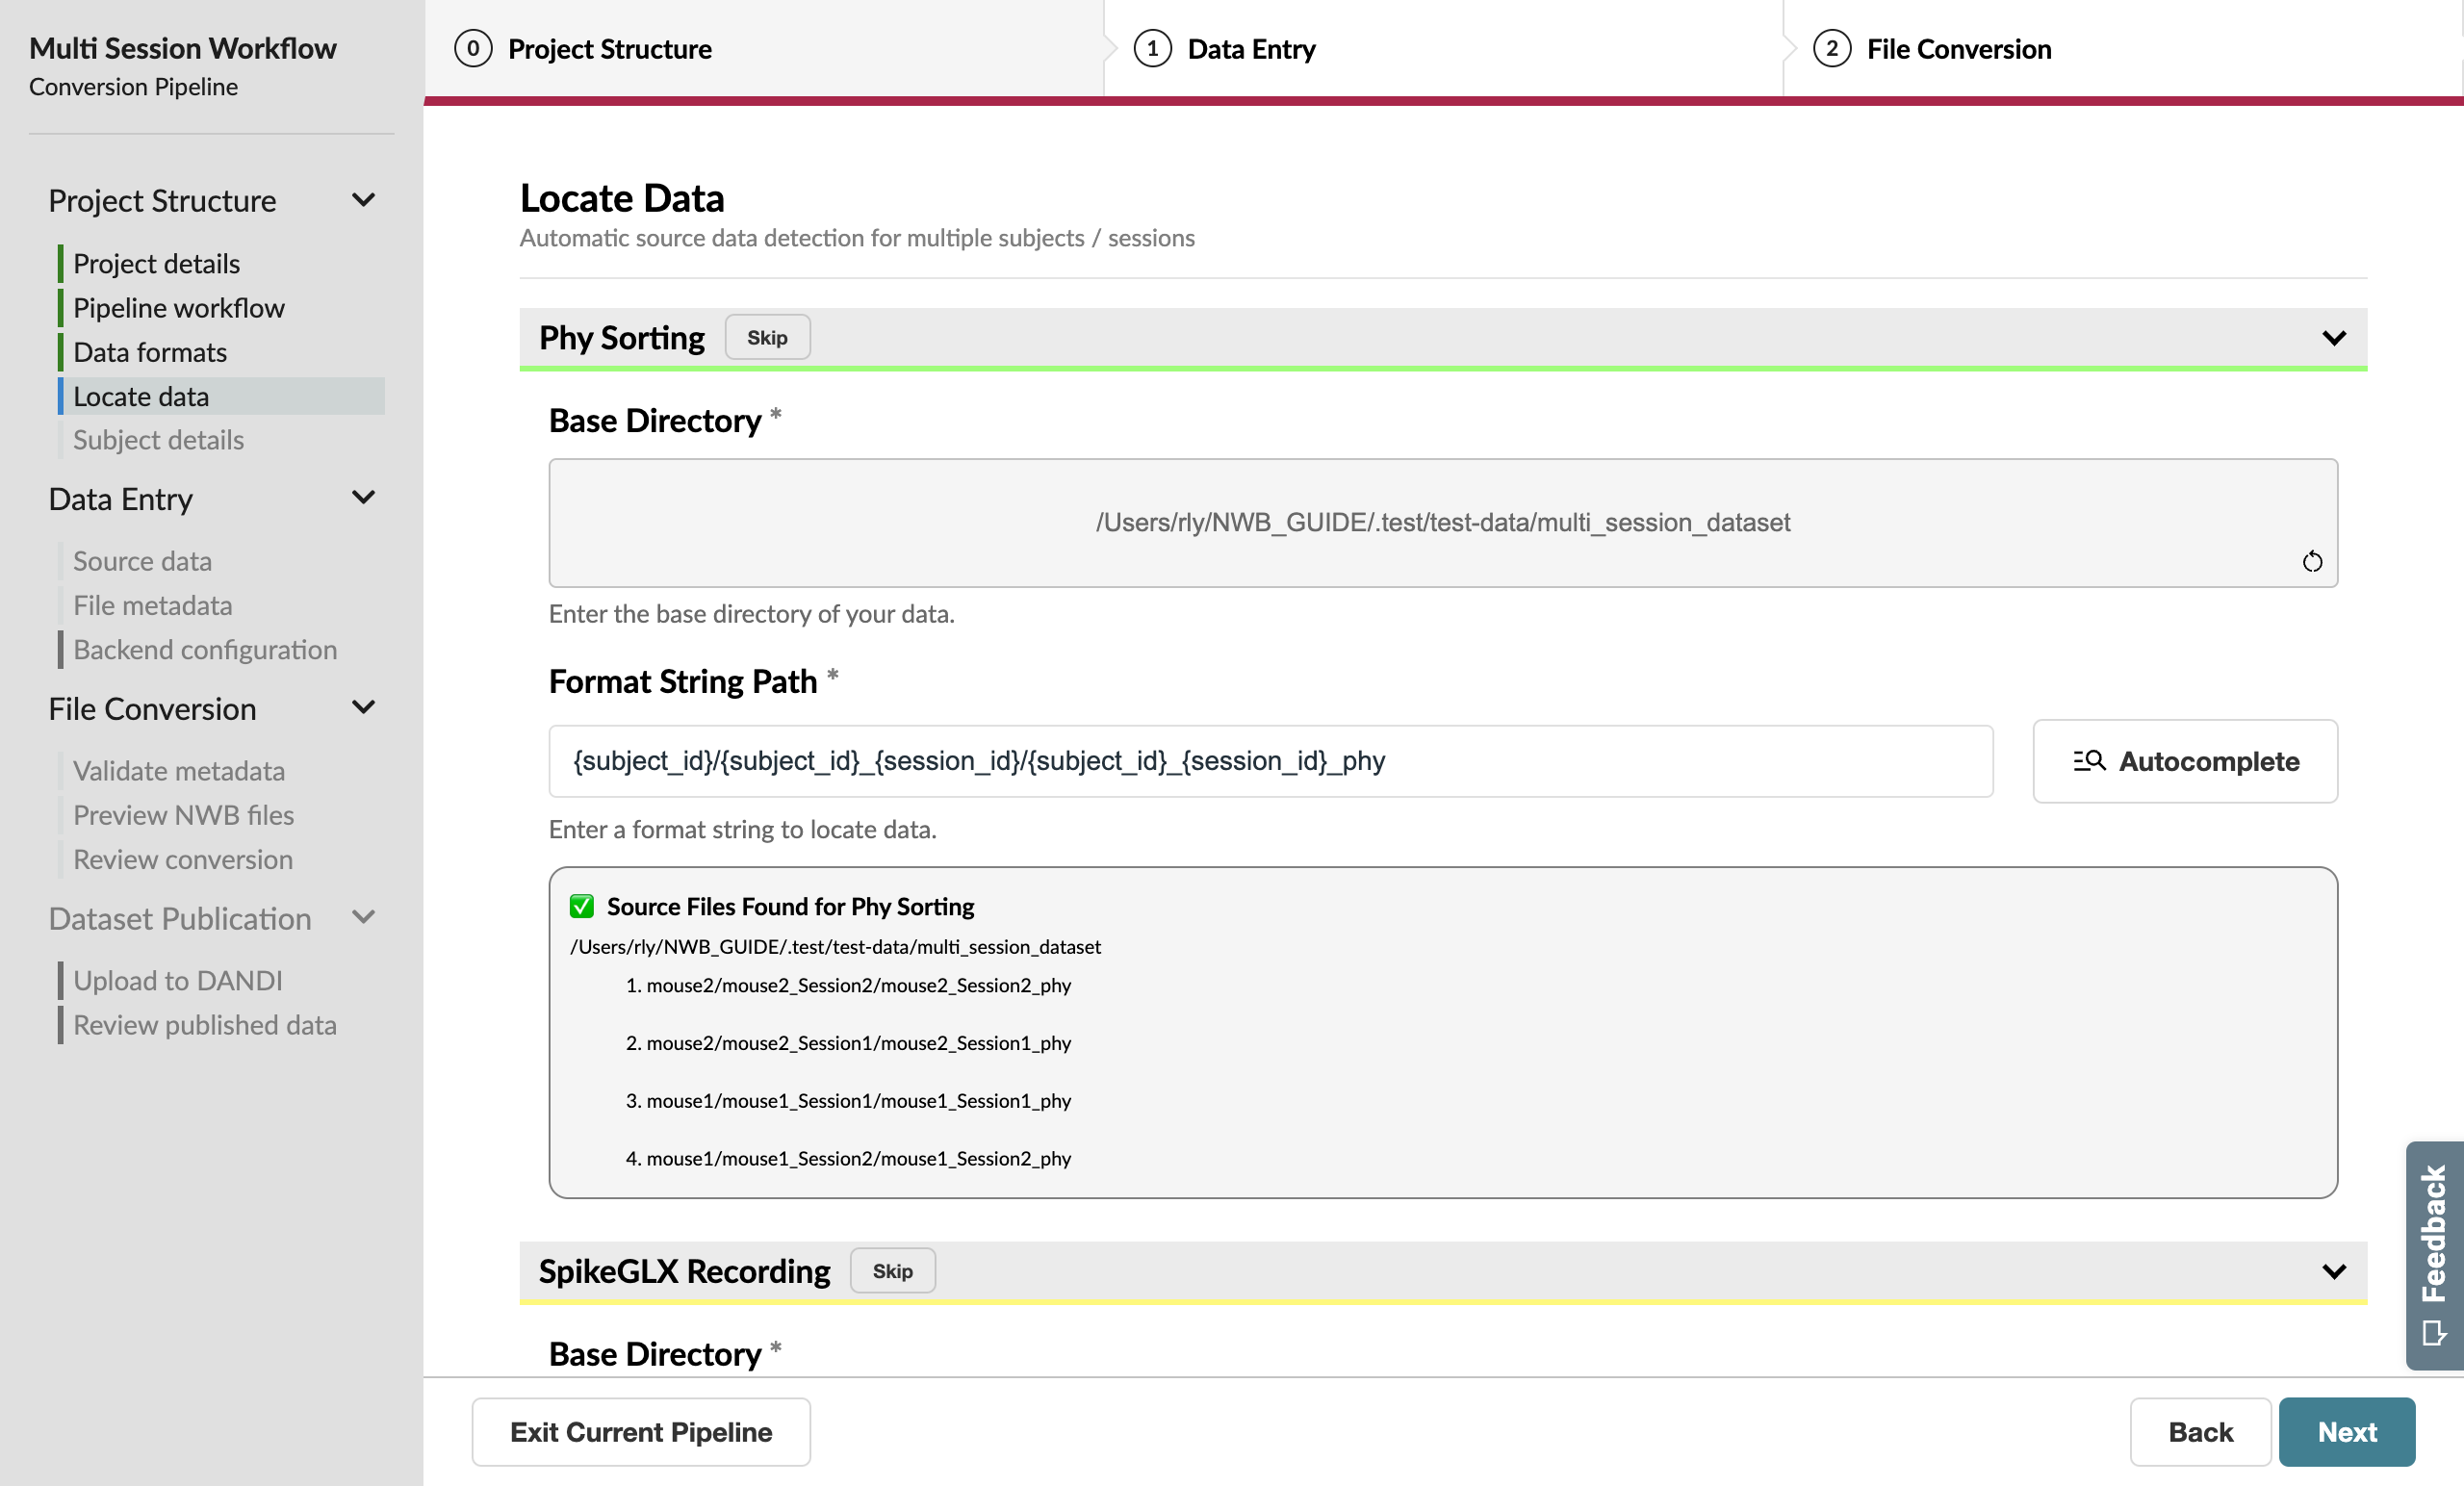 Multi Session Workflow
Conversion Pipeline
Project Structure
Project details
Pipeline workflow
Data formats
Locate data
Subject details
Data Entry
Source data
File metadata
Backend configuration
File Conversion
Validate metadata
Preview NWB files
Review conversion
Dataset Publication
Upload to DANDI
Review published data
0 Project Structure
1 Data Entry
2 File Conversion
Locate Data
Automatic source data detection for multiple subjects / sessions
Phy Sorting Skip
Base Directory *
/Users/rly/NWB_GUIDE/.test/test-data/multi_session_dataset
Enter the base directory of your data.
Format String Path *
{subject_id}/{subject_id}_{session_id}/{subject_id}_{session_id}_phy
Autocomplete
Enter a format string to locate data.
✅ Source Files Found for Phy Sorting
/Users/rly/NWB_GUIDE/.test/test-data/multi_session_dataset
1. mouse2/mouse2_Session2/mouse2_Session2_phy
2. mouse2/mouse2_Session1/mouse2_Session1_phy
3. mouse1/mouse1_Session1/mouse1_Session1_phy
4. mouse1/mouse1_Session2/mouse1_Session2_phy
SpikeGLX Recording Skip
Base Directory *
Feedback
Exit Current Pipeline
Back
Next